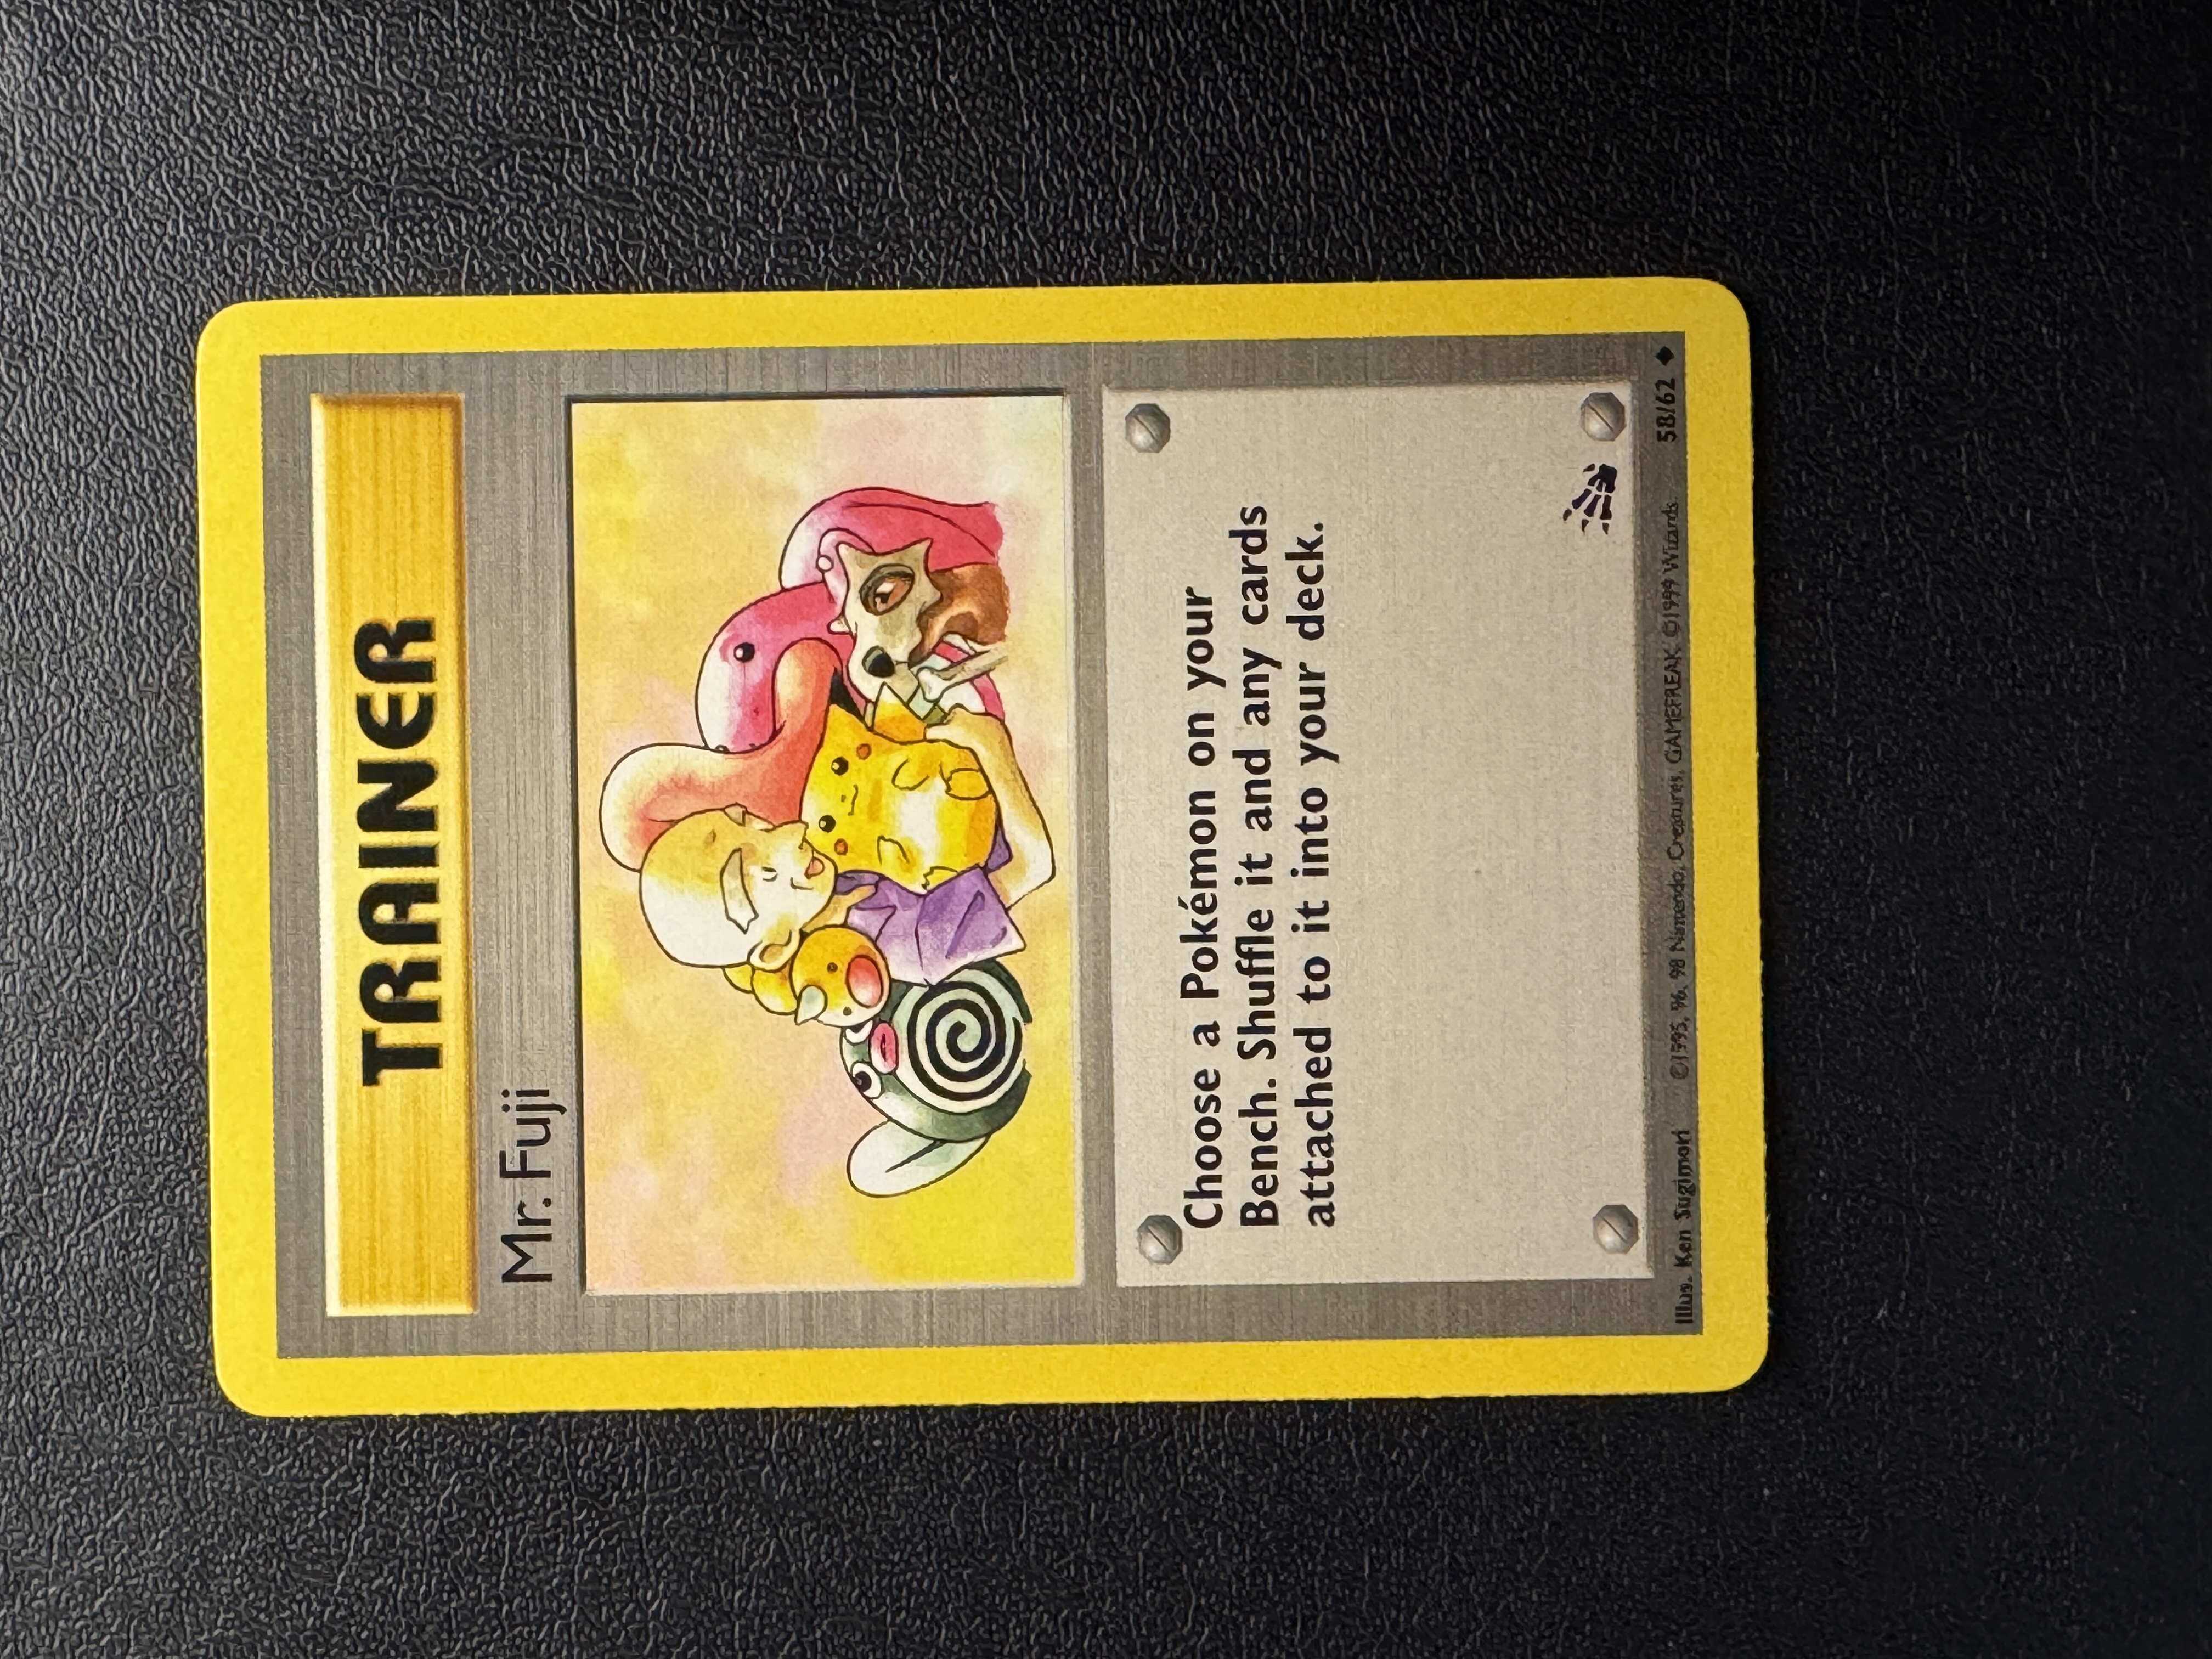 TRAINER
Mr. Fuji
Choose a Pokémon on your
Bench. Shuffle it and any cards
attached to it into your deck.
Illus. Ken Sugimori ©1995, 96, 98 Nintendo, Creatures, GAMEFREAK. ©1999 Wizards. 58/62